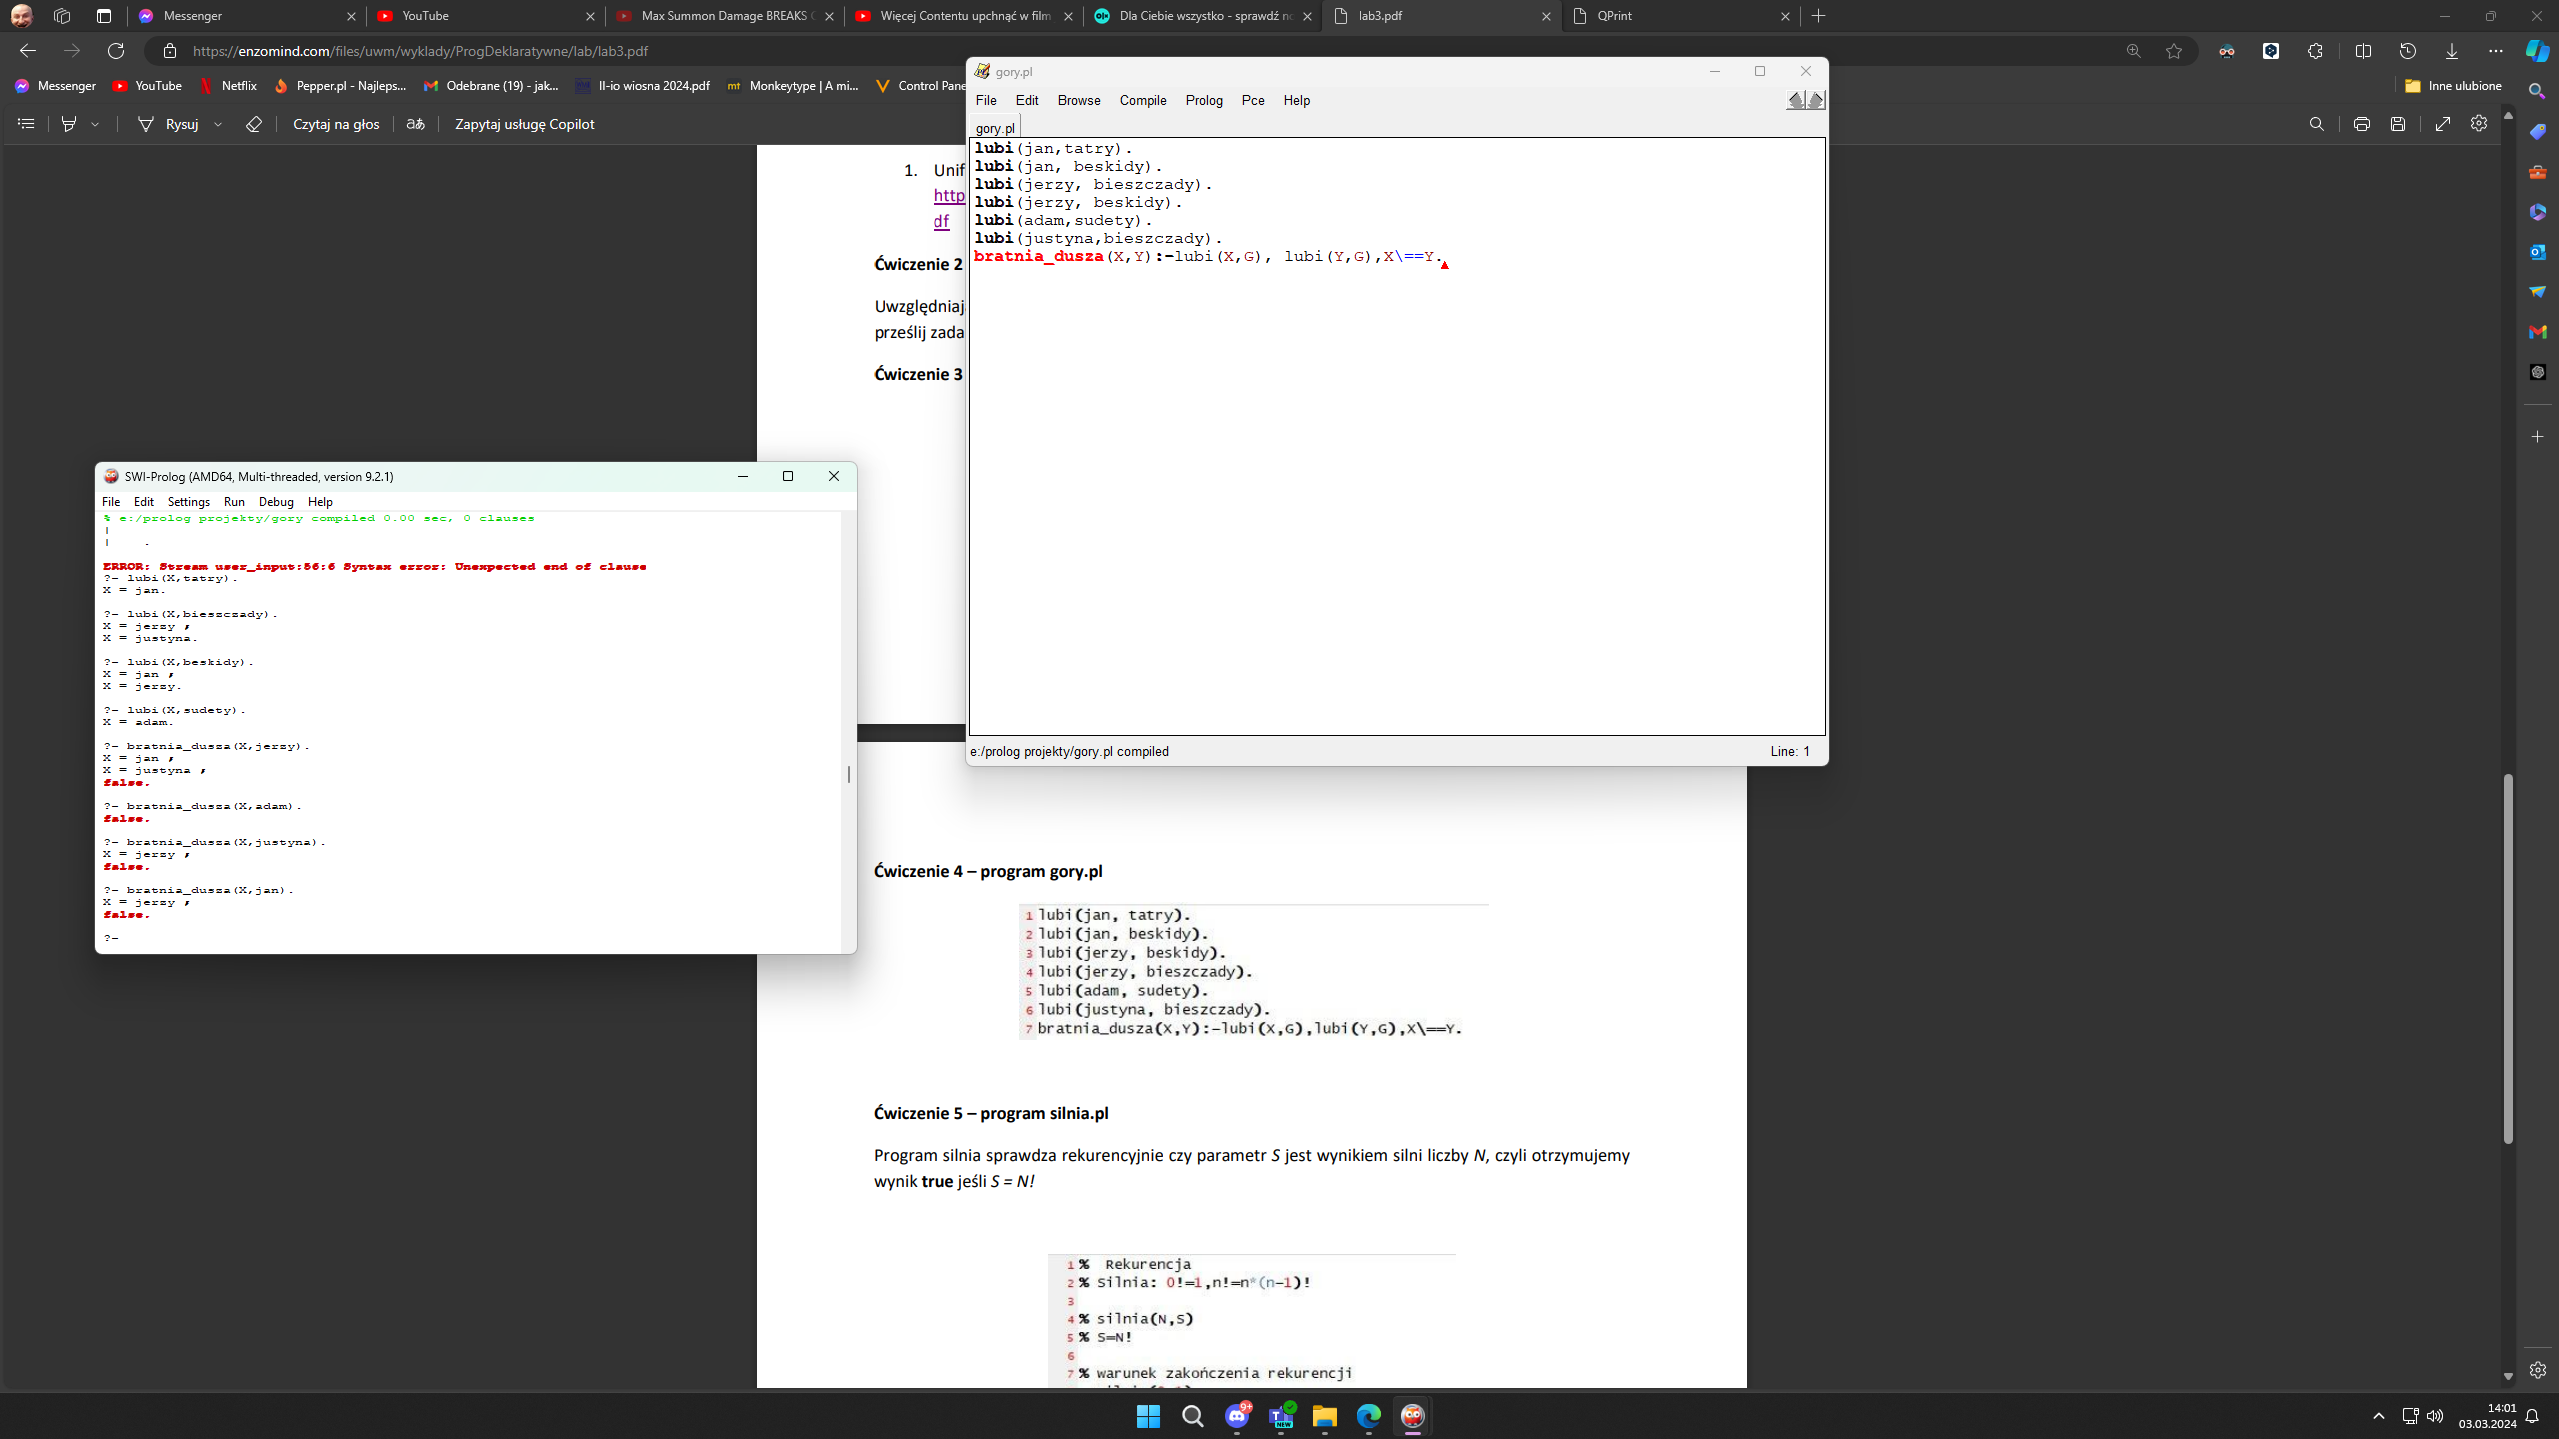 Messenger
YouTube
Max Summon Damage BREAKS
Więcej Contentu upchnąć w film
Dla Ciebie wszystko - sprawdź
lab3.pdf
QPrint
https://enzomind.com/files/uwm/wyklady/ProgDeklaratywne/lab/lab3.pdf
Messenger
YouTube
Netflix
Pepper.pl - Najleps...
Odebrane (19) - jak...
II-io wiosna 2024.pdf
mt Monkeytype | A mi...
Control Pane
Inne ulubione
Rysuj
Czytaj na głos
aあ
Zapytaj usługę Copilot
1. Unif
http
df
Ćwiczenie 2
Uwzględniaj
prześlij zada
Ćwiczenie 3
gory.pl
File Edit Browse Compile Prolog Pce Help
gory.pl
lubi(jan,tatry).
lubi(jan, beskidy).
lubi(jerzy, bieszczady).
lubi(jerzy, beskidy).
lubi(adam,sudety).
lubi(justyna,bieszczady).
bratnia_dusza(X,Y):-lubi(X,G), lubi(Y,G),X\==Y.
e:/prolog projekty/gory.pl compiled
Line: 1
SWI-Prolog (AMD64, Multi-threaded, version 9.2.1)
File Edit Settings Run Debug Help
% e:/prolog projekty/gory compiled 0.00 sec, 0 clauses
|
| .
ERROR: Stream user_input:56:6 Syntax error: Unexpected end of clause
?- lubi(X,tatry).
X = jan.
?- lubi(X,bieszczady).
X = jerzy ;
X = justyna.
?- lubi(X,beskidy).
X = jan ;
X = jerzy.
?- lubi(X,sudety).
X = adam.
?- bratnia_dusza(X,jerzy).
X = jan ;
X = justyna ;
false.
?- bratnia_dusza(X,adam).
false.
?- bratnia_dusza(X,justyna).
X = jerzy ;
false.
?- bratnia_dusza(X,jan).
X = jerzy ;
false.
?-
Ćwiczenie 4 – program gory.pl
1 lubi(jan, tatry).
2 lubi(jan, beskidy).
3 lubi(jerzy, beskidy).
4 lubi(jerzy, bieszczady).
5 lubi(adam, sudety).
6 lubi(justyna, bieszczady).
7 bratnia_dusza(X,Y):-lubi(X,G),lubi(Y,G),X\==Y.
Ćwiczenie 5 – program silnia.pl
Program silnia sprawdza rekurencyjnie czy parametr S jest wynikiem silni liczby N, czyli otrzymujemy
wynik true jeśli S = N!
1 % Rekurencja
2 % Silnia: 0!=1,n!=n*(n-1)!
3
4 % silnia(N,S)
5 % S=N!
6
7 % warunek zakończenia rekurencji
9+
NEW
14:01
03.03.2024